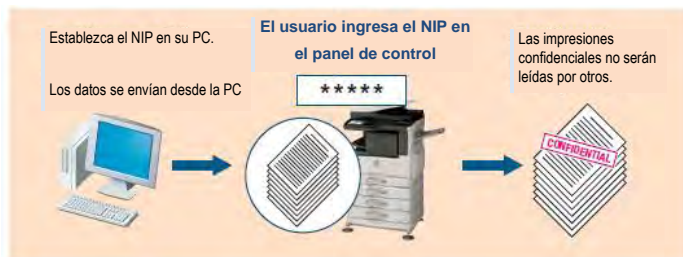 Establezca el NIP en su PC.
Los datos se envían desde la PC
El usuario ingresa el NIP en
el panel de control
*****
Las impresiones
confidenciales no serán
leídas por otros.
CONFIDENTIAL